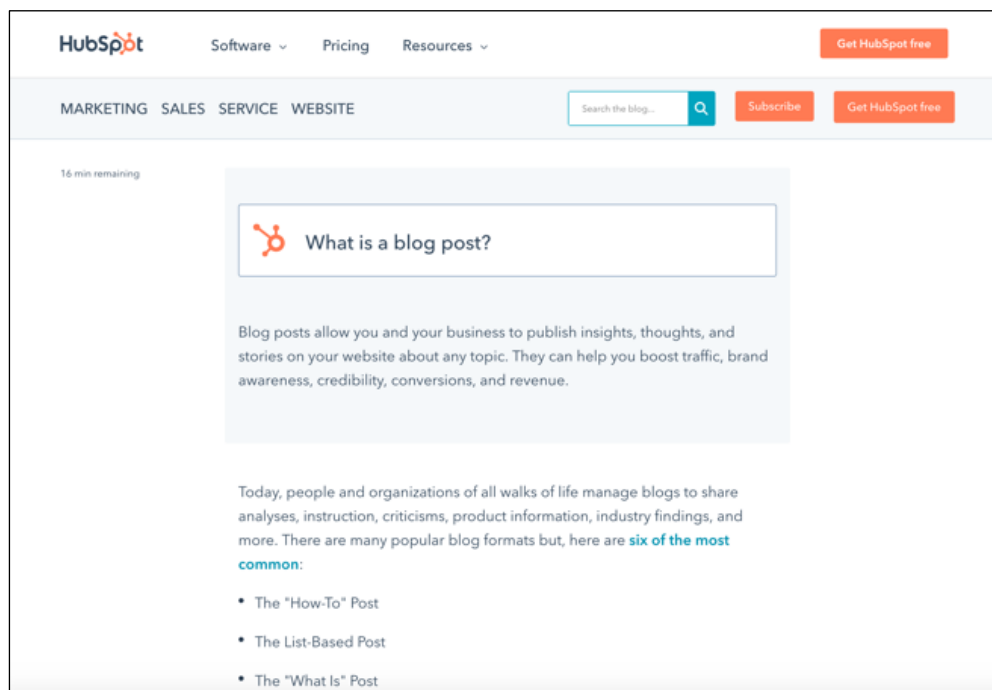 HubSpot
Software
Pricing
Resources
Get HubSpot free
MARKETING SALES SERVICE WEBSITE
Search the blog...
Subscribe
Get HubSpot free
16 min remaining
What is a blog post?
Blog posts allow you and your business to publish insights, thoughts, and
stories on your website about any topic. They can help you boost traffic, brand
awareness, credibility, conversions, and revenue.
Today, people and organizations of all walks of life manage blogs to share
analyses, instruction, criticisms, product information, industry findings, and
more. There are many popular blog formats but, here are six of the most
common:
• The "How-To" Post
• The List-Based Post
• The "What Is" Post